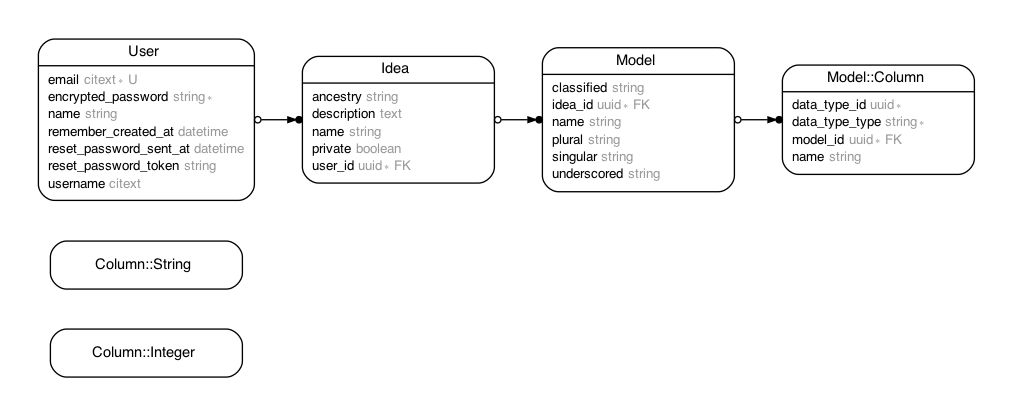 User
email citext∗ U
encrypted_password string∗
name string
remember_created_at datetime
reset_password_sent_at datetime
reset_password_token string
username citext
Idea
ancestry string
description text
name string
private boolean
user_id uuid∗ FK
Model
classified string
idea_id uuid∗ FK
name string
plural string
singular string
underscored string
Model::Column
data_type_id uuid∗
data_type_type string∗
model_id uuid∗ FK
name string
Column::String
Column::Integer